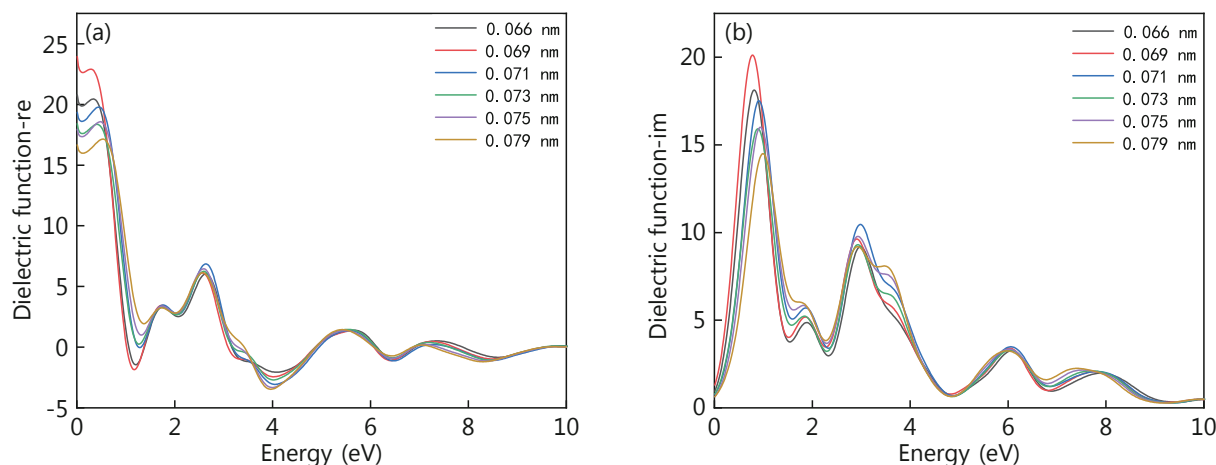 (a)
0.066 nm
0.069 nm
0.071 nm
0.073 nm
0.075 nm
0.079 nm
Dielectric function-re
25
20
15
10
5
0
-5
0 2 4 6 8 10
Energy (eV)
(b)
0.066 nm
0.069 nm
0.071 nm
0.073 nm
0.075 nm
0.079 nm
Dielectric function-im
20
15
10
5
0
0 2 4 6 8 10
Energy (eV)